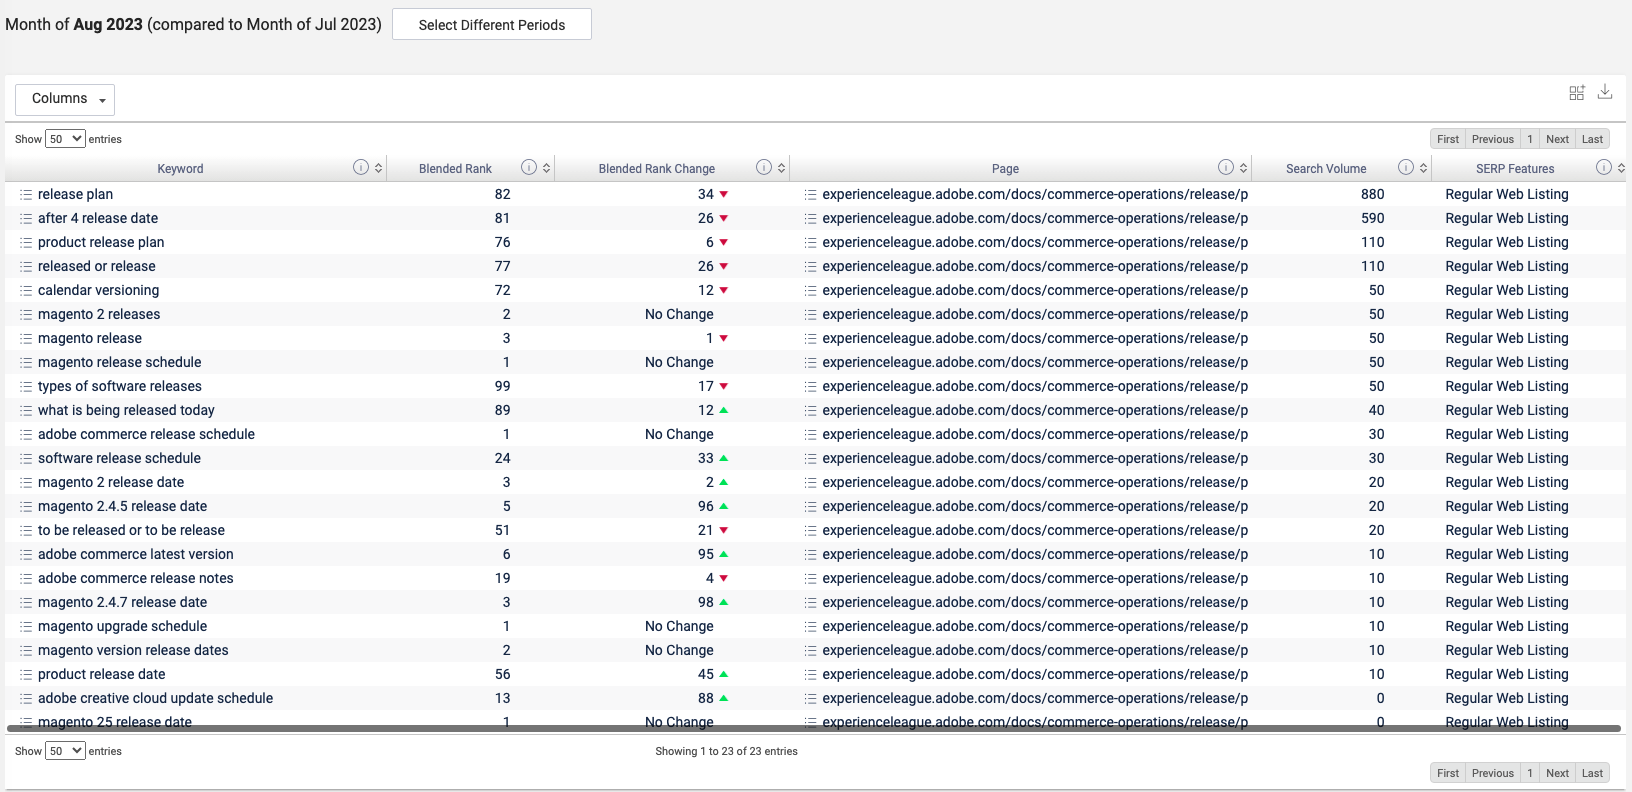 Month of Aug 2023 (compared to Month of Jul 2023) Select Different Periods
Columns
Show 50 entries First Previous 1 Next Last
Keyword Blended Rank Blended Rank Change Page Search Volume SERP Features
release plan 82 34 experienceleague.adobe.com/docs/commerce-operations/release/p 880 Regular Web Listing
after 4 release date 81 26 experienceleague.adobe.com/docs/commerce-operations/release/p 590 Regular Web Listing
product release plan 76 6 experienceleague.adobe.com/docs/commerce-operations/release/p 110 Regular Web Listing
released or release 77 26 experienceleague.adobe.com/docs/commerce-operations/release/p 110 Regular Web Listing
calendar versioning 72 12 experienceleague.adobe.com/docs/commerce-operations/release/p 50 Regular Web Listing
magento 2 releases 2 No Change experienceleague.adobe.com/docs/commerce-operations/release/p 50 Regular Web Listing
magento release 3 1 experienceleague.adobe.com/docs/commerce-operations/release/p 50 Regular Web Listing
magento release schedule 1 No Change experienceleague.adobe.com/docs/commerce-operations/release/p 50 Regular Web Listing
types of software releases 99 17 experienceleague.adobe.com/docs/commerce-operations/release/p 50 Regular Web Listing
what is being released today 89 12 experienceleague.adobe.com/docs/commerce-operations/release/p 40 Regular Web Listing
adobe commerce release schedule 1 No Change experienceleague.adobe.com/docs/commerce-operations/release/p 30 Regular Web Listing
software release schedule 24 33 experienceleague.adobe.com/docs/commerce-operations/release/p 30 Regular Web Listing
magento 2 release date 3 2 experienceleague.adobe.com/docs/commerce-operations/release/p 20 Regular Web Listing
magento 2.4.5 release date 5 96 experienceleague.adobe.com/docs/commerce-operations/release/p 20 Regular Web Listing
to be released or to be release 51 21 experienceleague.adobe.com/docs/commerce-operations/release/p 20 Regular Web Listing
adobe commerce latest version 6 95 experienceleague.adobe.com/docs/commerce-operations/release/p 10 Regular Web Listing
adobe commerce release notes 19 4 experienceleague.adobe.com/docs/commerce-operations/release/p 10 Regular Web Listing
magento 2.4.7 release date 3 98 experienceleague.adobe.com/docs/commerce-operations/release/p 10 Regular Web Listing
magento upgrade schedule 1 No Change experienceleague.adobe.com/docs/commerce-operations/release/p 10 Regular Web Listing
magento version release dates 2 No Change experienceleague.adobe.com/docs/commerce-operations/release/p 10 Regular Web Listing
product release date 56 45 experienceleague.adobe.com/docs/commerce-operations/release/p 10 Regular Web Listing
adobe creative cloud update schedule 13 88 experienceleague.adobe.com/docs/commerce-operations/release/p 0 Regular Web Listing
magento 25 release date 1 No Change experienceleague.adobe.com/docs/commerce-operations/release/p 0 Regular Web Listing
Show 50 entries Showing 1 to 23 of 23 entries
First Previous 1 Next Last